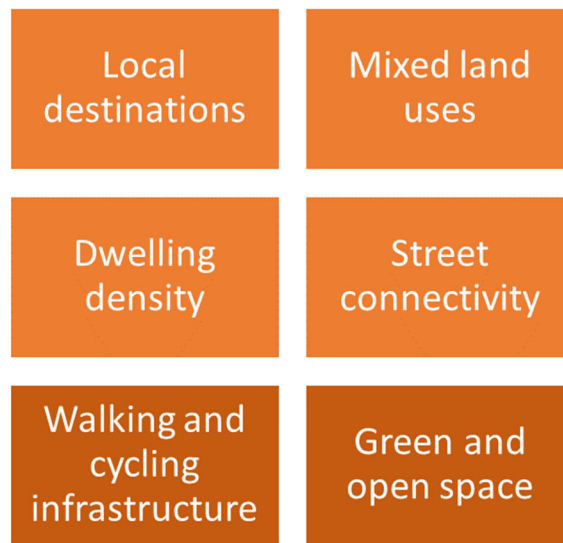 Local
destinations
Mixed land
uses
Dwelling
density
Street
connectivity
Walking and
cycling
infrastructure
Green and
open space